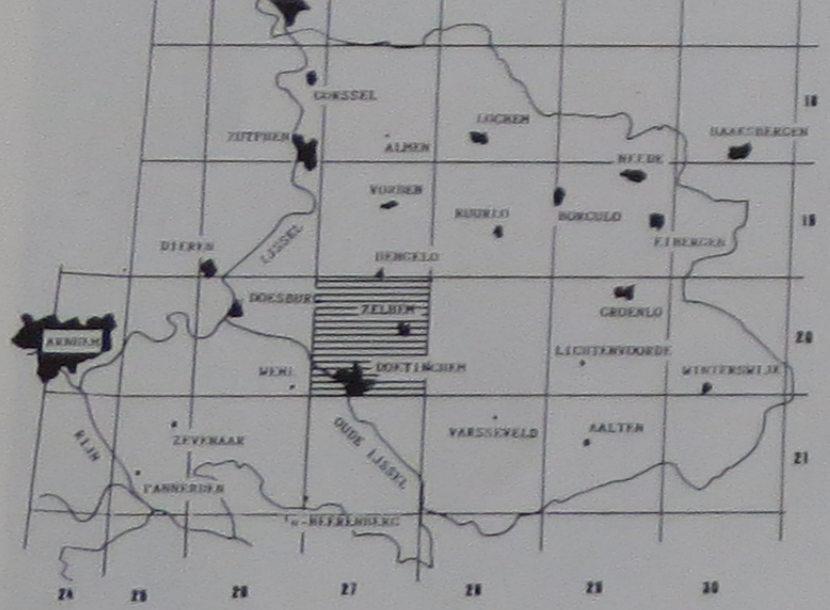 GORSSEL
18
LOCHEM
HAAKSBERGEN
ZUTPHEN
ALMEN
NEEDE
VORDEN
RUURLO
BORCULO
19
EIBERGEN
DIEREN
IJSSEL
HENGELO
DOESBURG
ZELHEM
GROENLO
20
ARNHEM
LICHTENVOORDE
WEHL
DOETINCHEM
WINTERSWIJK
RIJN
ZEVENAAR
OUDE IJSSEL
VARSSEVELD
AALTEN
21
PANNERDEN
's-HEERENBERG
24
25
26
27
28
29
30